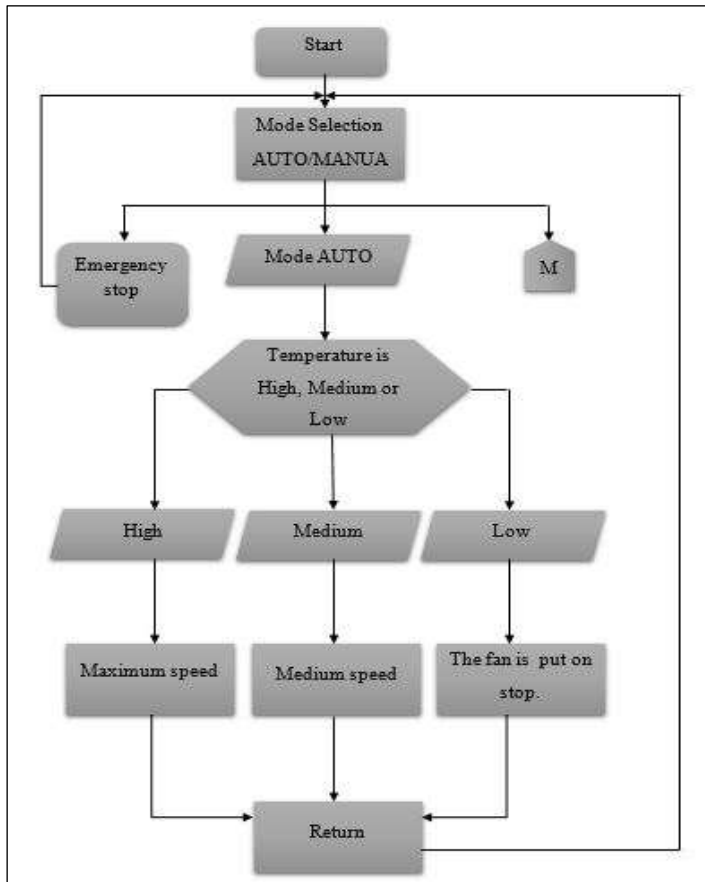 Start
Mode Selection
AUTO/MANUA
Emergency
stop
Mode AUTO
M
Temperature is
High, Medium or
Low
High
Medium
Low
Maximum speed
Medium speed
The fan is put on
stop.
Return